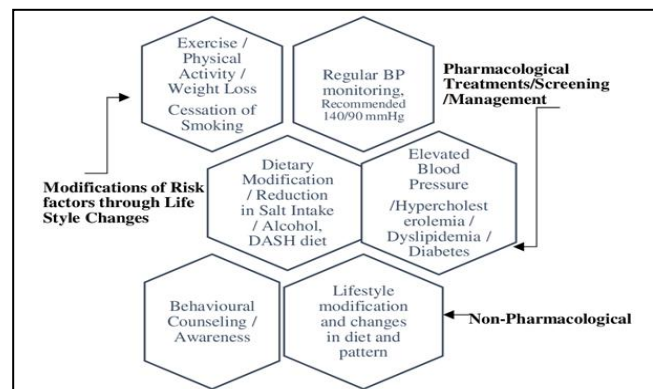 Exercise /
Physical
Activity /
Weight Loss
Cessation of
Smoking
Regular BP
monitoring,
Recommended
140/90 mmHg
Pharmacological
Treatments/Screening
/Management
Modifications of Risk
factors through Life
Style Changes
Dietary
Modification
/ Reduction
in Salt Intake
/ Alcohol,
DASH diet
Elevated
Blood
Pressure
/Hypercholest
erolemia /
Dyslipidemia /
Diabetes
Behavioural
Counseling /
Awareness
Lifestyle
modification
and changes
in diet and
pattern
Non-Pharmacological